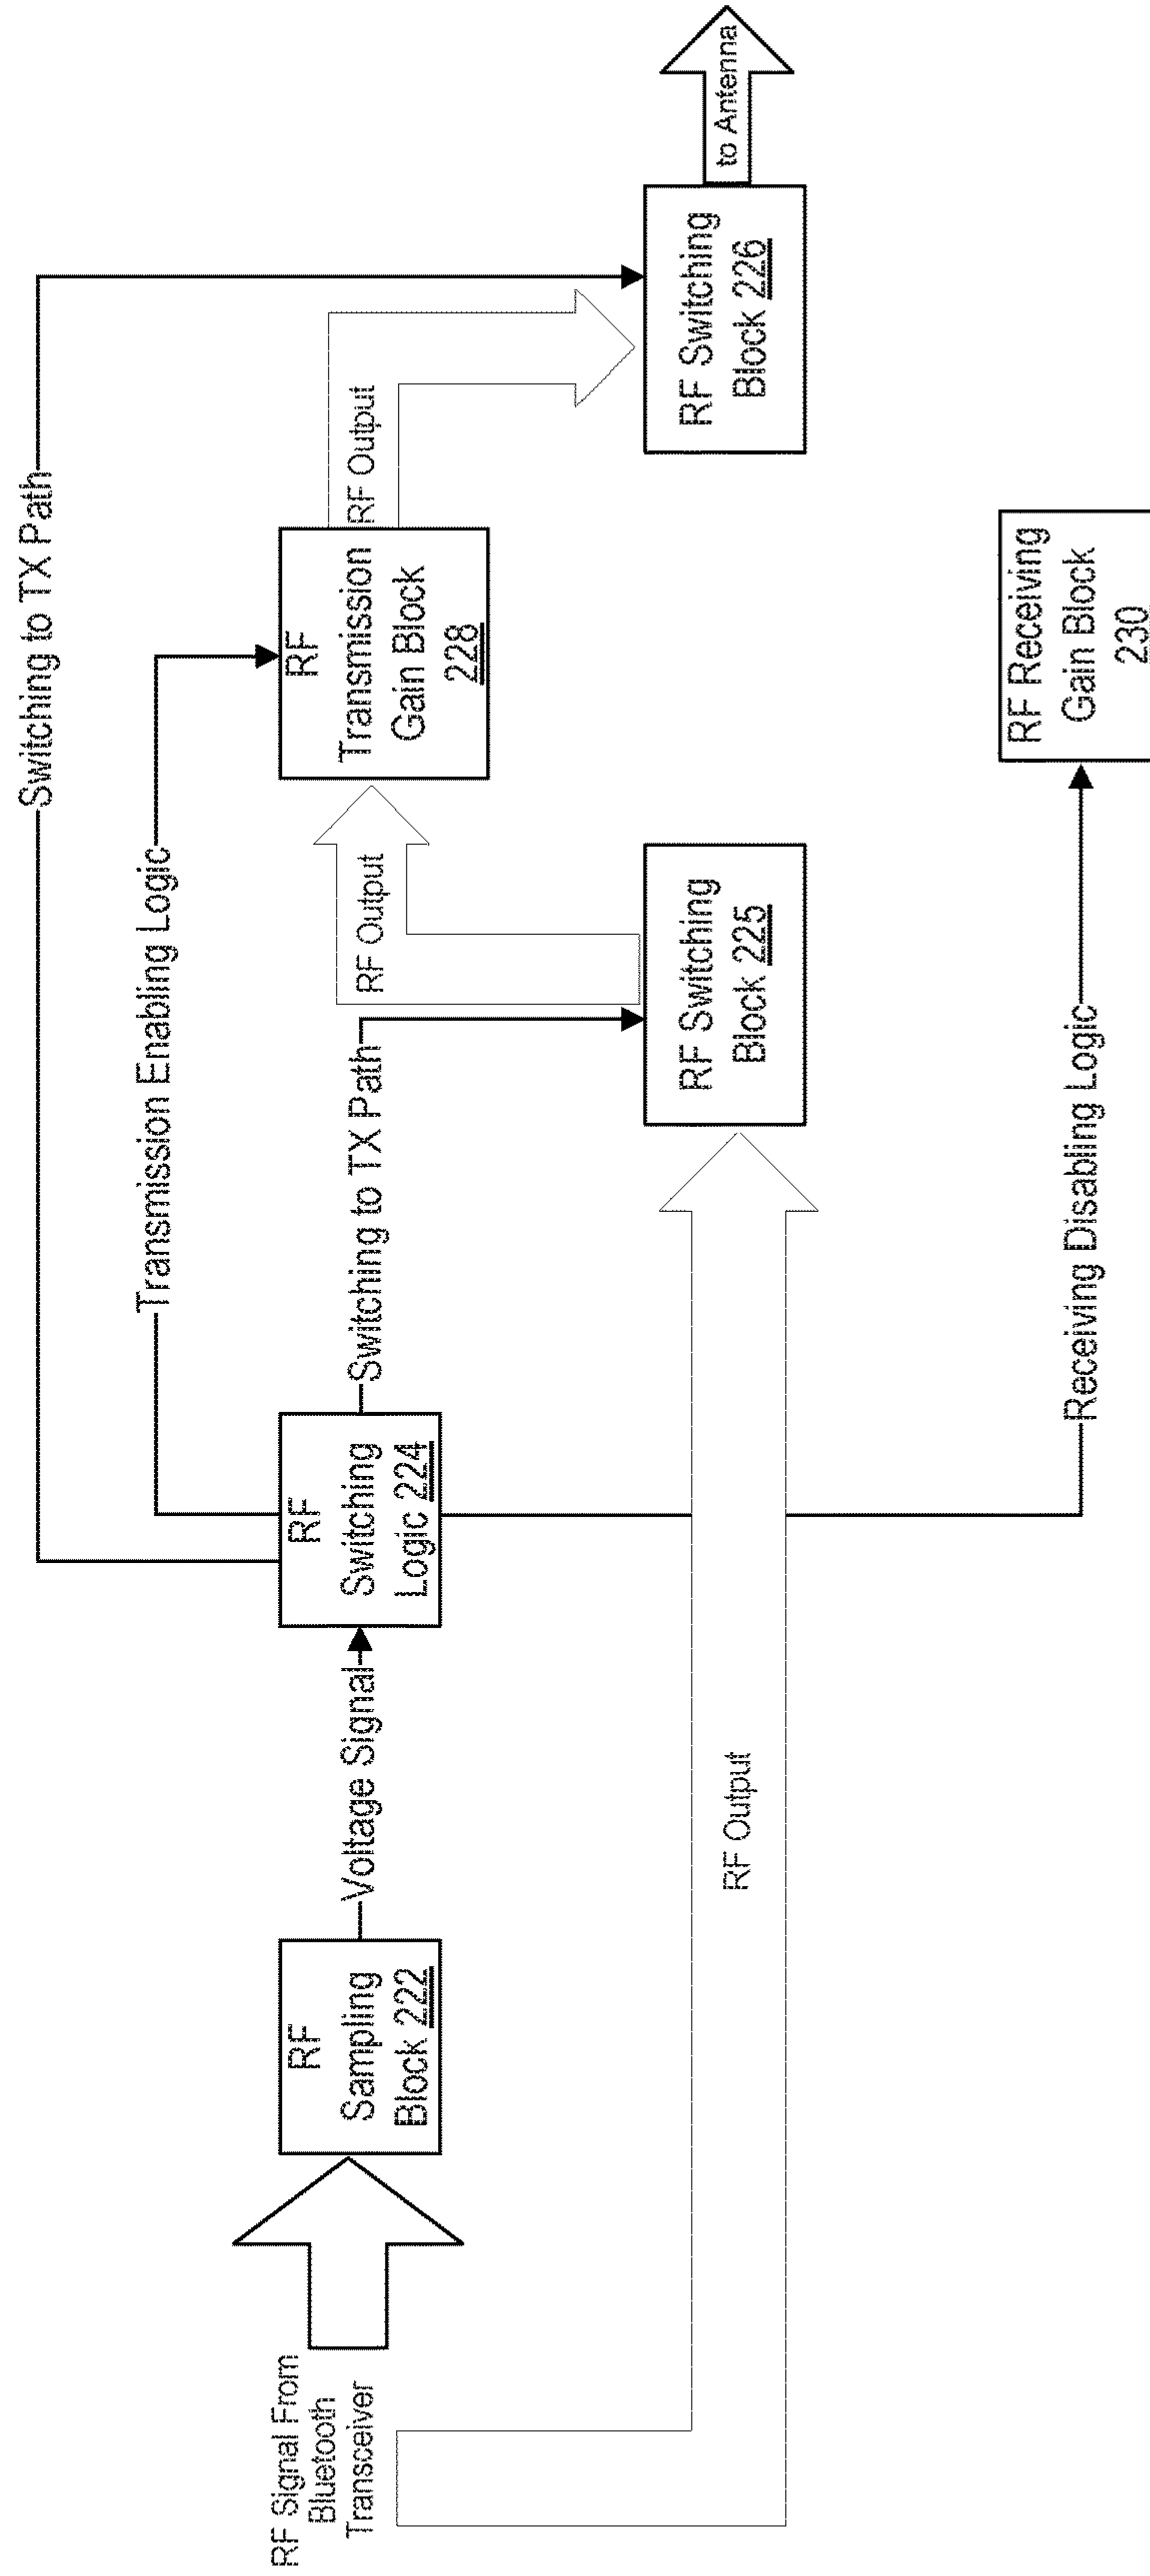 Switching to TX Path
Transmission Enabling Logic
RF Signal From
Bluetooth
Transceiver
RF
Sampling
Block 222
Voltage Signal
RF
Switching
Logic 224
Switching to TX Path
RF Output
RF
Transmission
Gain Block
228
RF Output
RF Output
RF Switching
Block 225
RF Switching
Block 226
to Antenna
Receiving Disabling Logic
RF Receiving
Gain Block
230